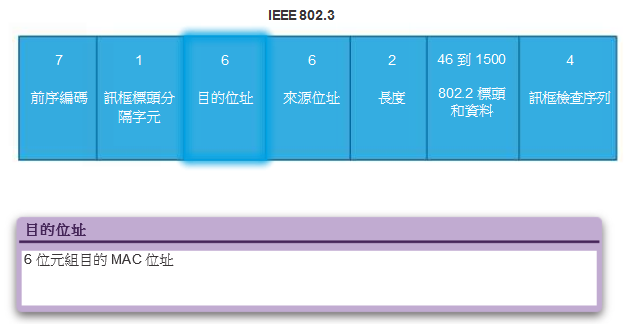 IEEE 802.3
7
前序編碼
1
訊框標頭分
隔字元
6
目的位址
6
來源位址
2
長度
46 到 1500
802.2 標頭
和資料
4
訊框檢查序列
目的位址
6 位元組目的 MAC 位址